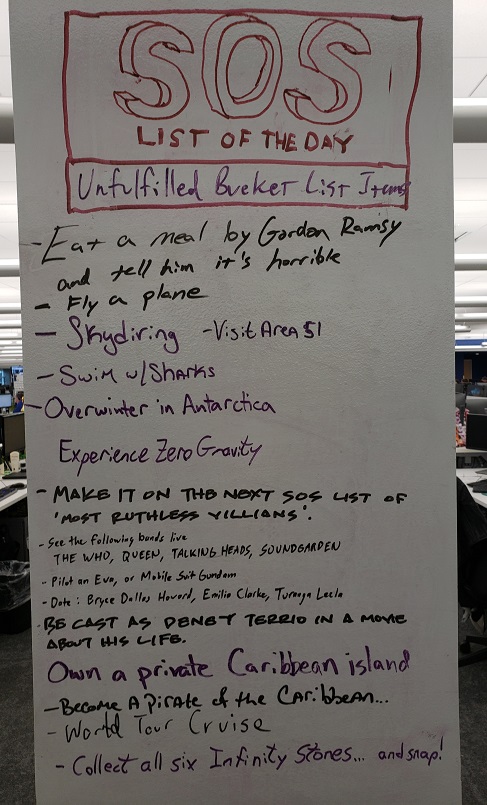 SOS
LIST OF THE DAY
Unfulfilled Bucket List Items
- Eat a meal by Gordon Ramsy
and tell him it's horrible
- Fly a plane
- Skydiring - Visit Area 51
- Swim w/Sharks
- Overwinter in Antarctica
Experience Zero Gravity
- MAKE IT ON THE NEXT SOS LIST OF
'MOST RUTHLESS VILLIANS'.
- See the following bands live
THE WHO, QUEEN, TALKING HEADS, SOUNDGARDEN
- Pilot an Eva, or Mobile Suit Gundam
- Date: Bryce Dallas Howard, Emilia Clarke, Turanga Leela
- BE CAST AS DENEY TERRIO IN A MOVIE
ABOUT HIS LIFE.
Own a private Caribbean island
- Become A Pirate of the Caribbean...
- World Tour Cruise
- Collect all six Infinity Stones... and snap!